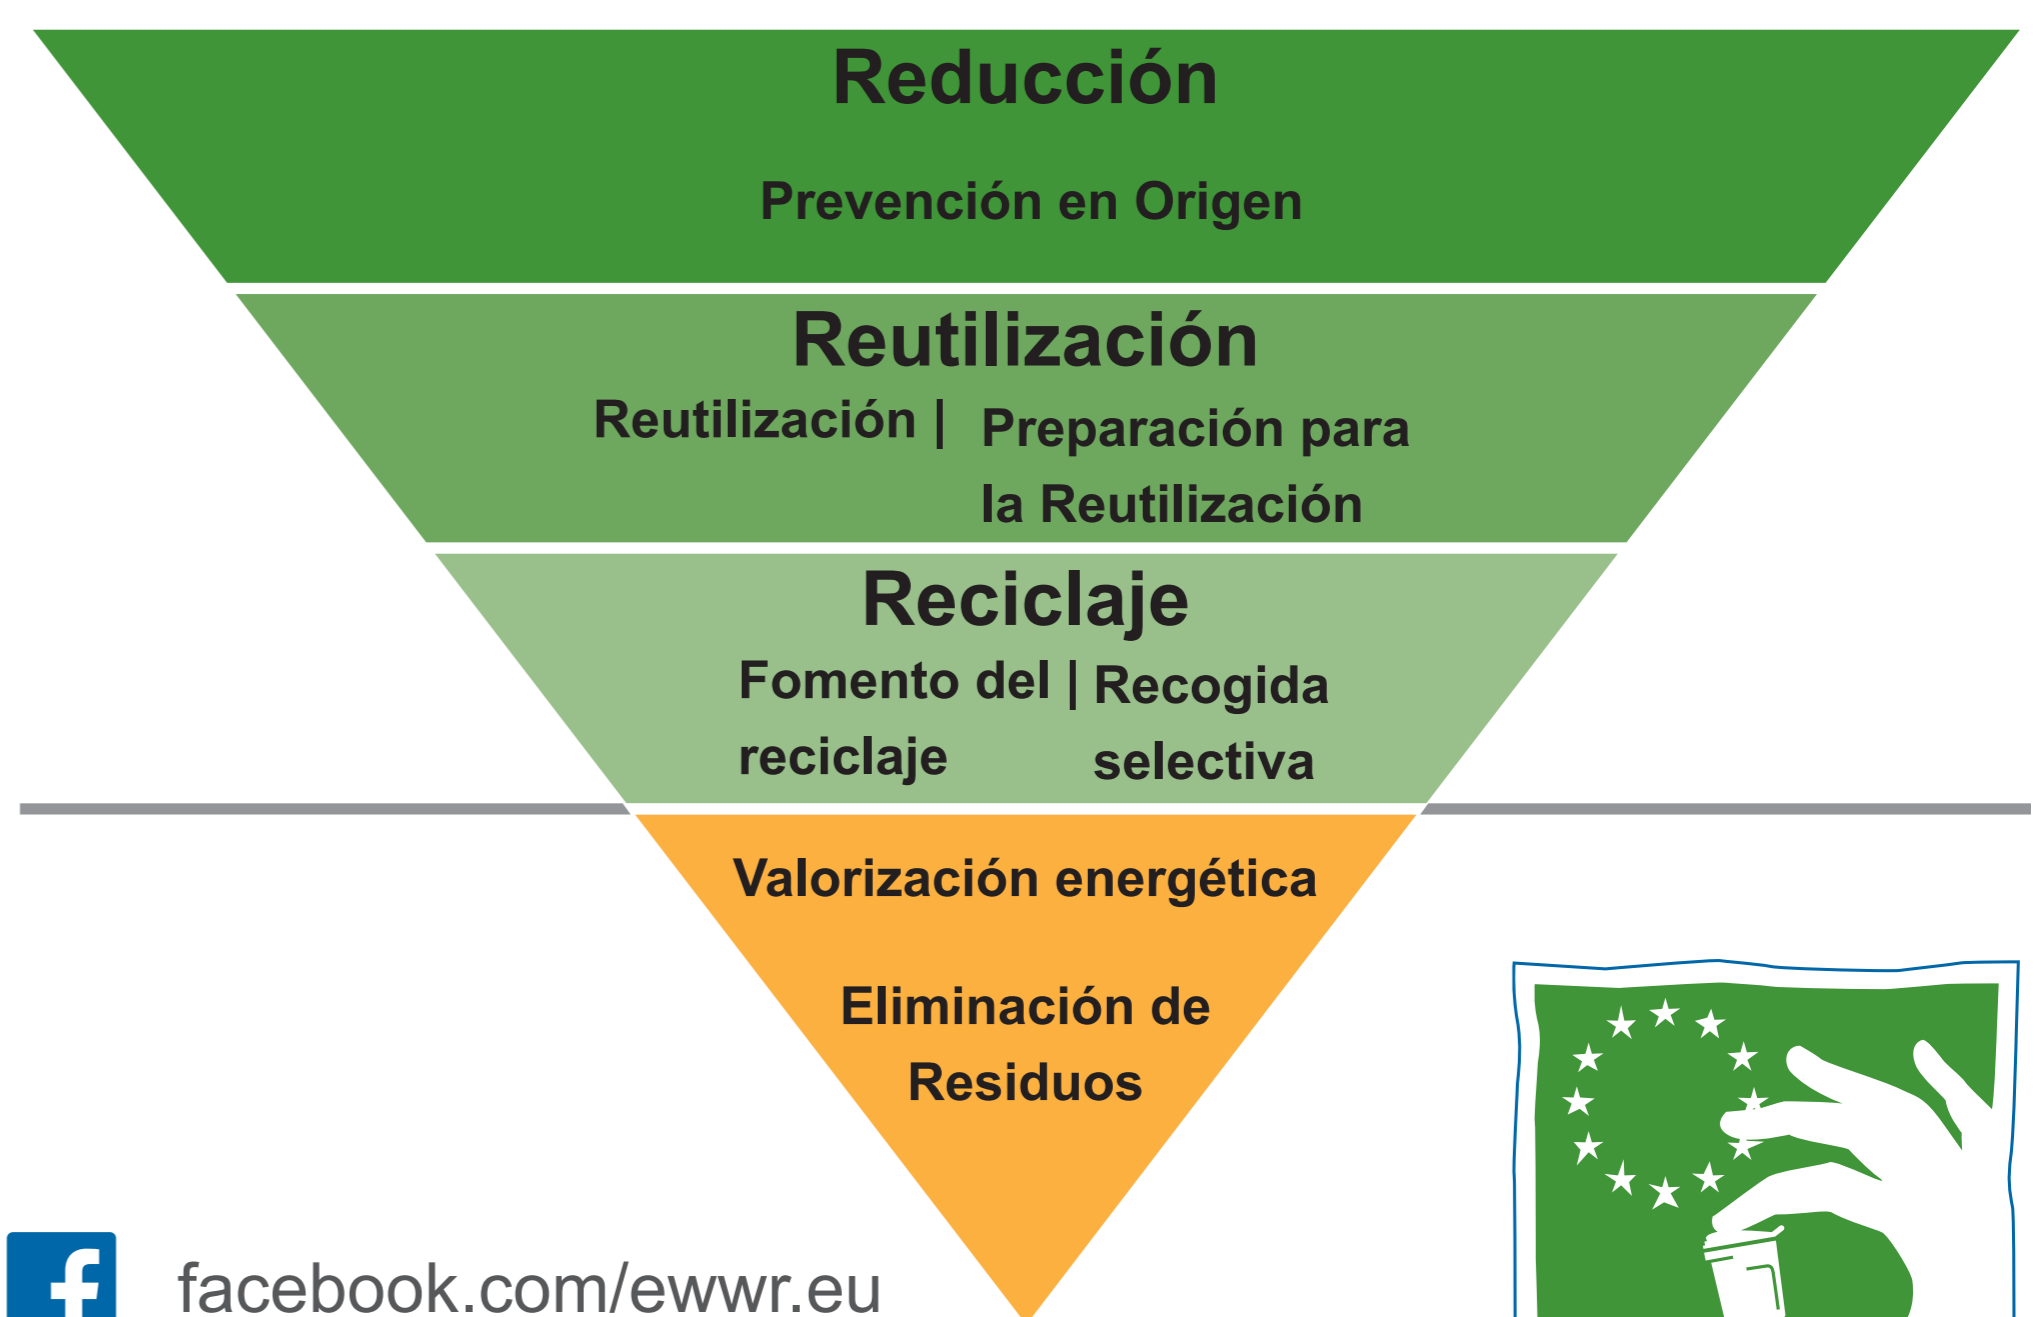 Reducción
Prevención en Origen
Reutilización
Reutilización | Preparación para
la Reutilización
Reciclaje
Fomento del | Recogida
reciclaje selectiva
Valorización energética
Eliminación de
Residuos
facebook.com/ewwr.eu